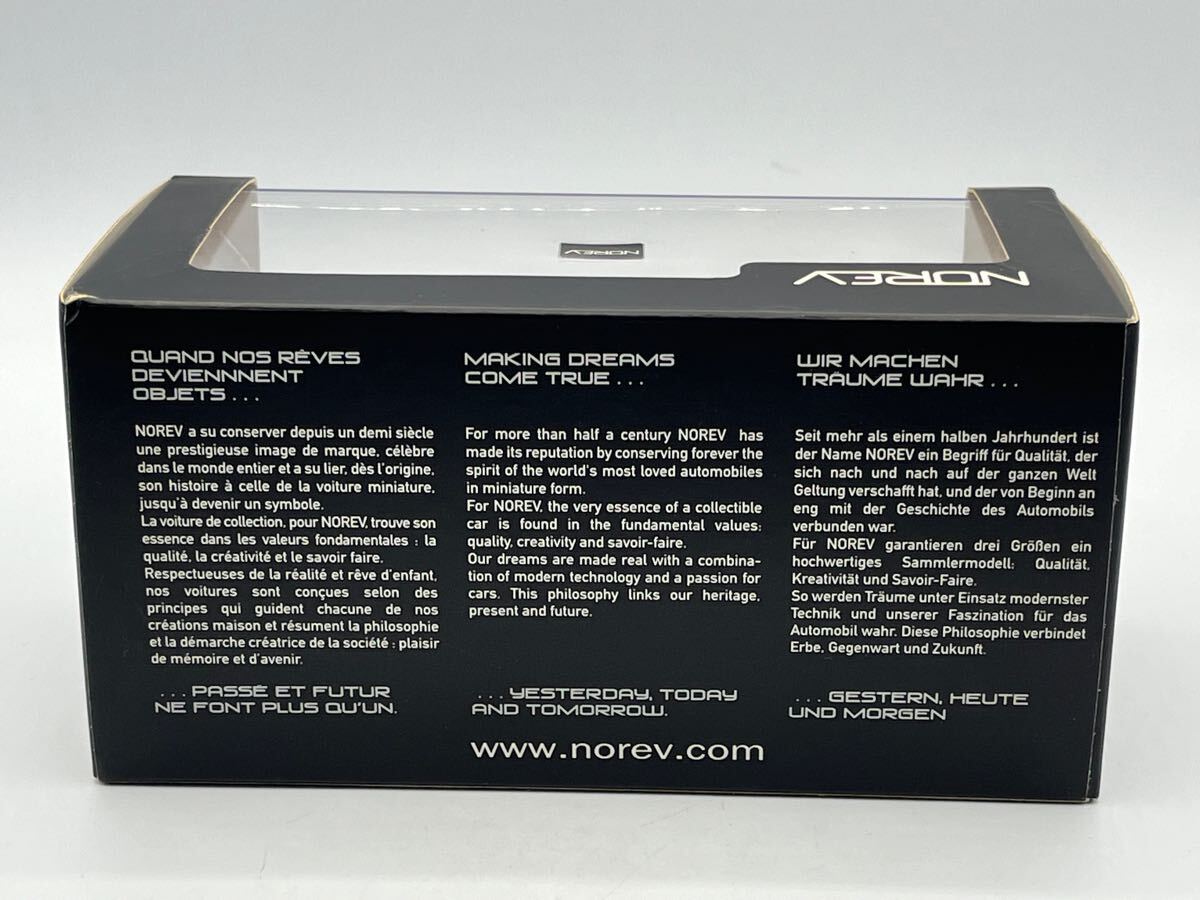 NOREV
NOREV
QUAND NOS RÊVES
DEVIENNNENT
OBJETS . . .
NOREV a su conserver depuis un demi siècle
une prestigieuse image de marque, célèbre
dans le monde entier et a su lier, dès l'origine,
son histoire à celle de la voiture miniature,
jusqu'à devenir un symbole.
La voiture de collection, pour NOREV, trouve son
essence dans les valeurs fondamentales : la
qualité, la créativité et le savoir faire.
Respectueuses de la réalité et rêve d'enfant,
nos voitures sont conçues selon des
principes qui guident chacune de nos
créations maison et résument la philosophie
et la démarche créatrice de la société : plaisir
de mémoire et d'avenir.
. . . PASSÉ ET FUTUR
NE FONT PLUS QU'UN.
MAKING DREAMS
COME TRUE . . .
For more than half a century NOREV has
made its reputation by conserving forever the
spirit of the world's most loved automobiles
in miniature form.
For NOREV, the very essence of a collectible
car is found in the fundamental values:
quality, creativity and savoir-faire.
Our dreams are made real with a combina-
tion of modern technology and a passion for
cars. This philosophy links our heritage,
present and future.
. . . YESTERDAY, TODAY
AND TOMORROW.
WIR MACHEN
TRÄUME WAHR . . .
Seit mehr als einem halben Jahrhundert ist
der Name NOREV ein Begriff für Qualität, der
sich nach und nach auf der ganzen Welt
Geltung verschafft hat, und der von Beginn an
eng mit der Geschichte des Automobils
verbunden war.
Für NOREV garantieren drei Größen ein
hochwertiges Sammlermodell: Qualität,
Kreativität und Savoir-Faire.
So werden Träume unter Einsatz modernster
Technik und unserer Faszination für das
Automobil wahr. Diese Philosophie verbindet
Erbe, Gegenwart und Zukunft.
. . . GESTERN, HEUTE
UND MORGEN
www.norev.com